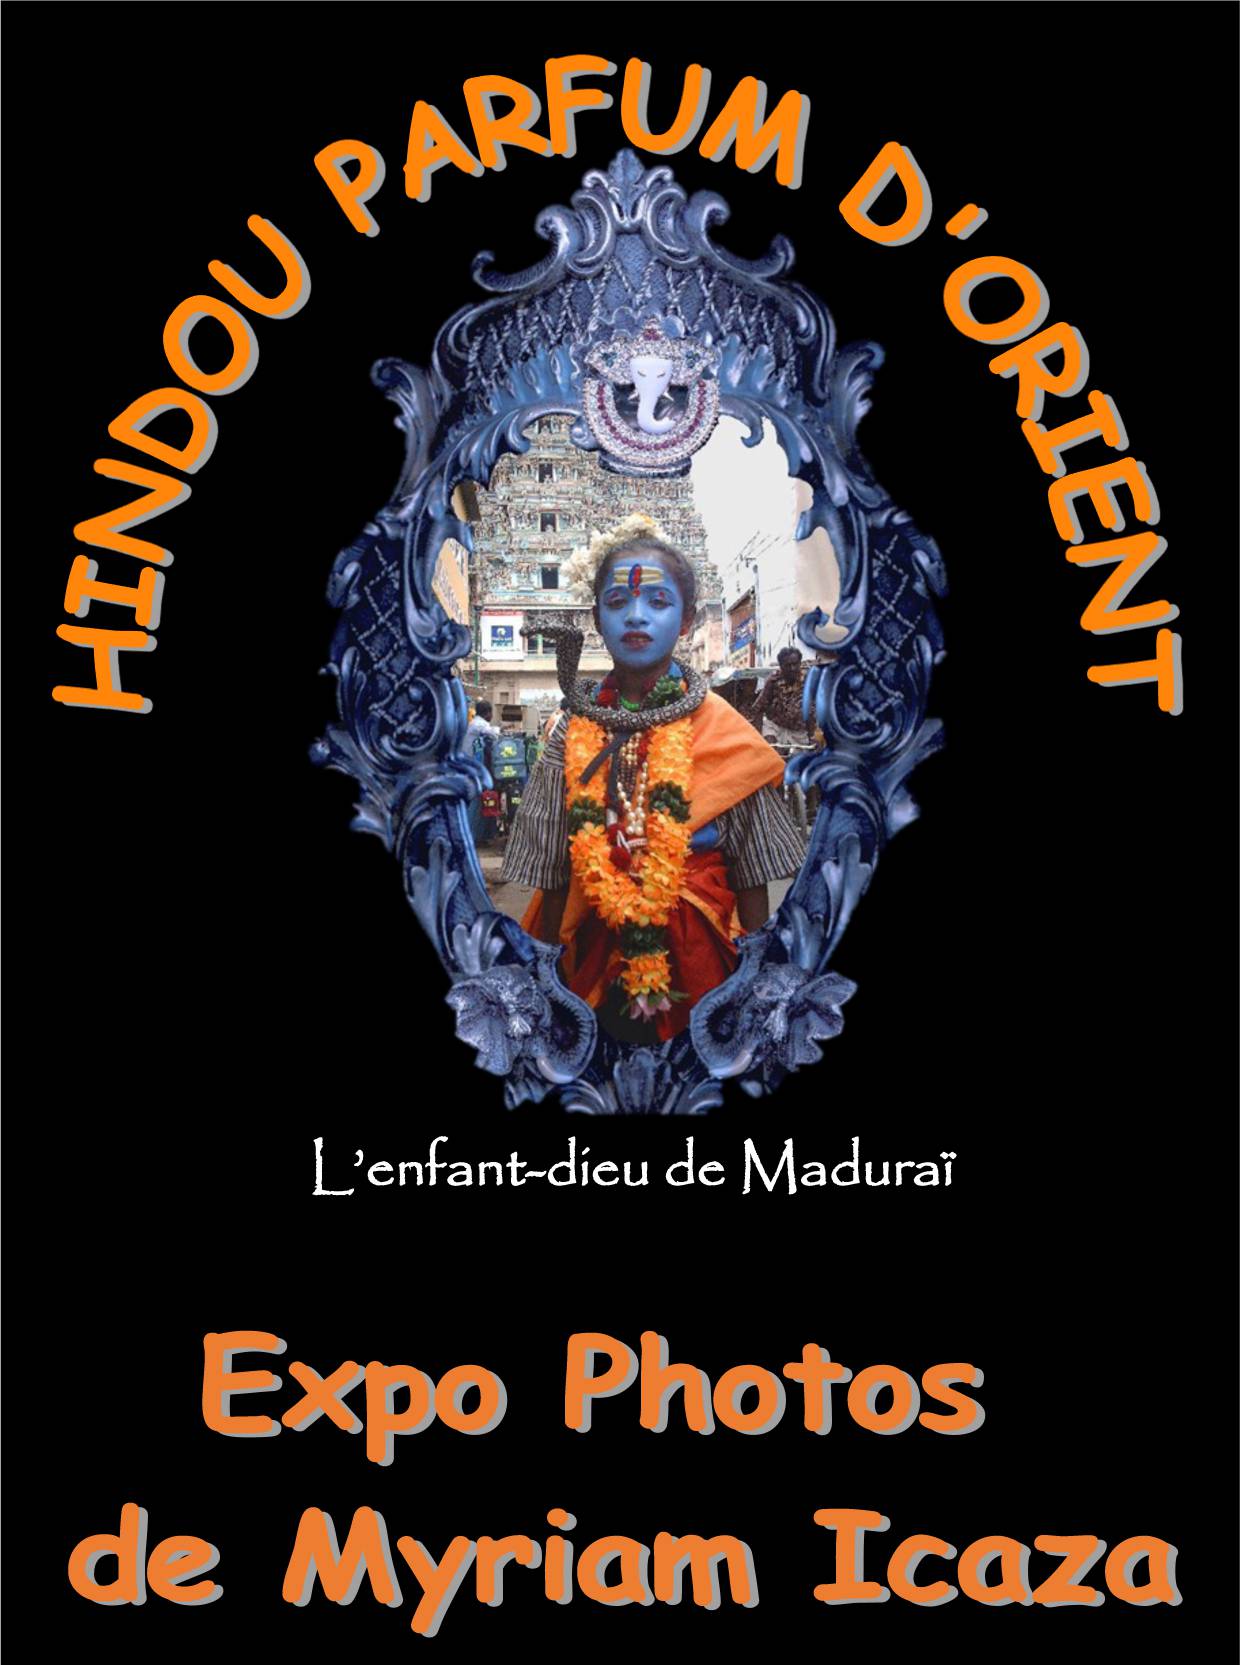 HINDOU PARFUM D'ORIENT
L'enfant-dieu de Maduraï
Expo Photos
de Myriam Icaza